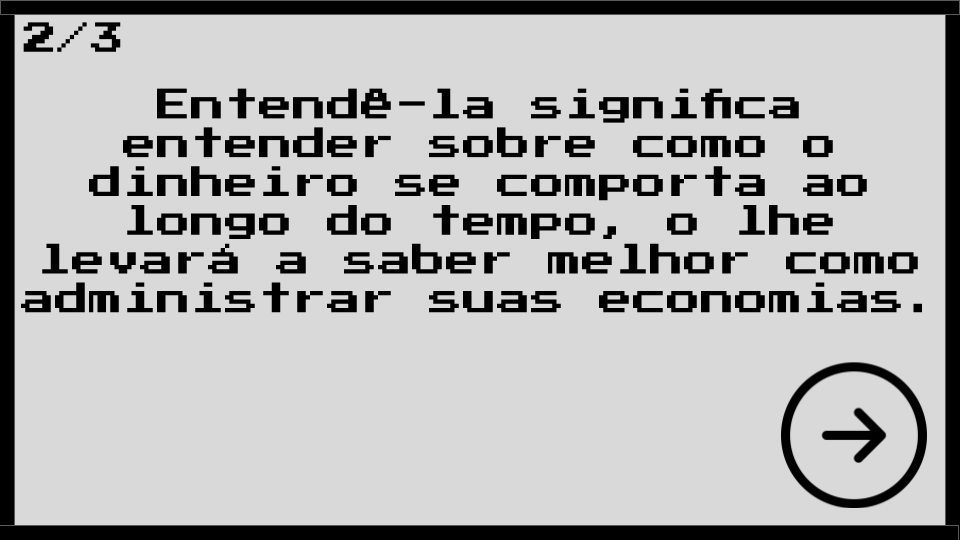 2/3
Entendê-la significa
entender sobre como o
dinheiro se comporta ao
longo do tempo, o lhe
levará a saber melhor como
administrar suas economias.